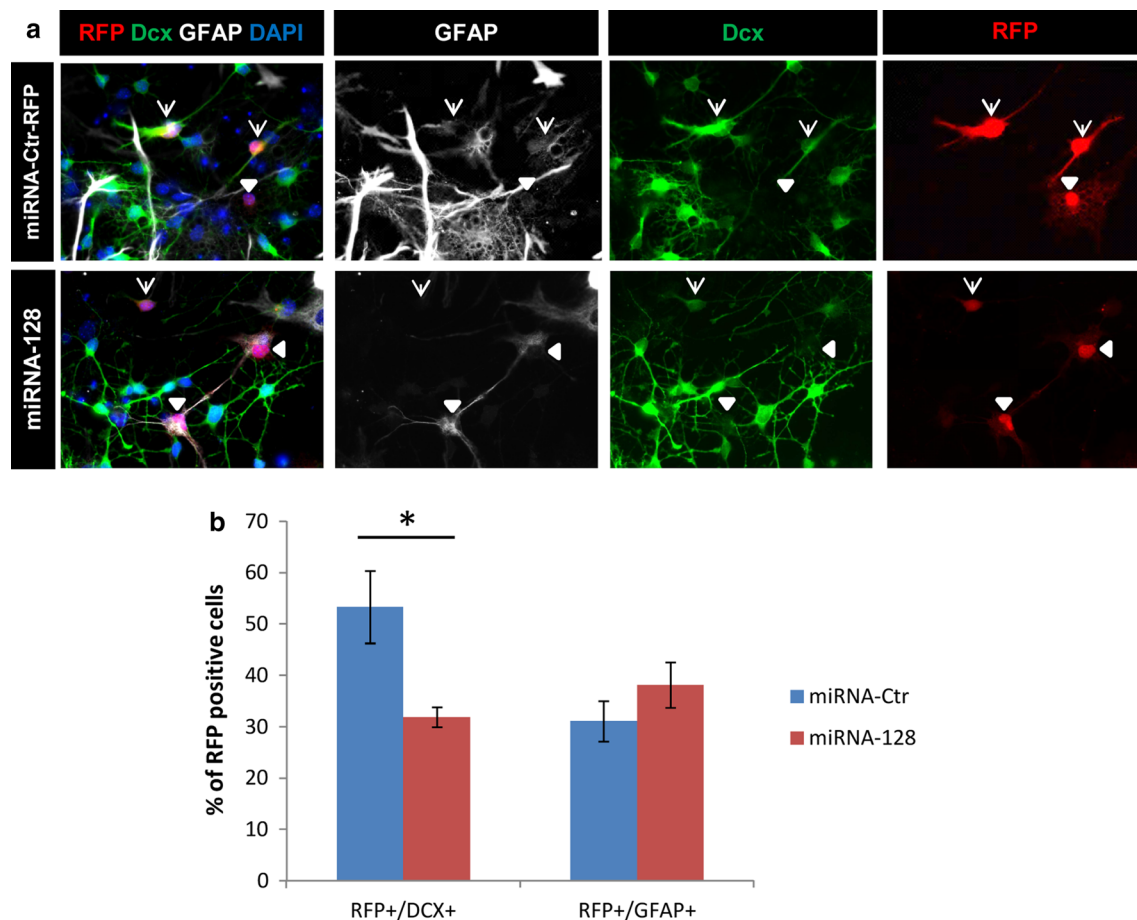 a
RFP Dcx GFAP DAPI
GFAP
Dcx
RFP
miRNA-Ctr-RFP
miRNA-128
b
*
% of RFP positive cells
70
60
50
40
30
20
10
0
RFP+/DCX+
RFP+/GFAP+
miRNA-Ctr
miRNA-128